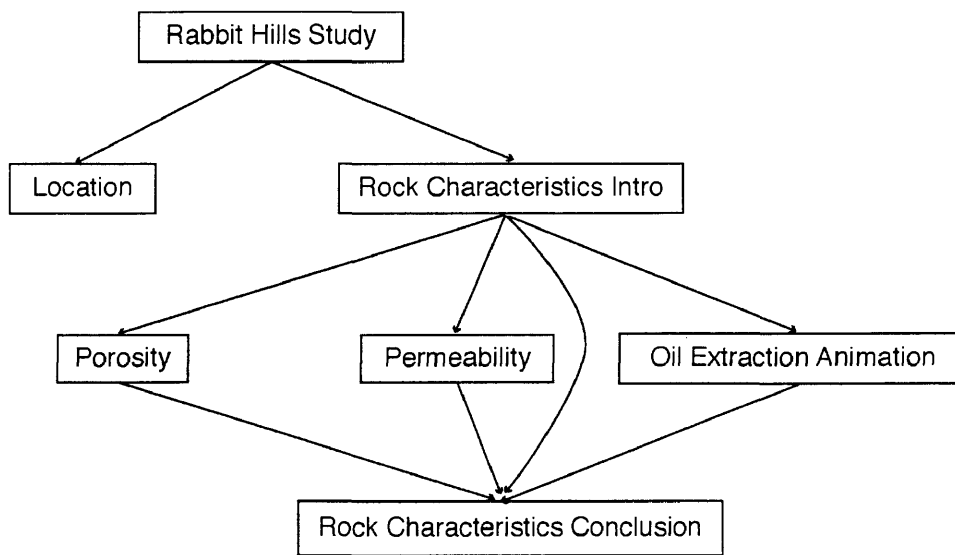 Rabbit Hills Study
Location
Rock Characteristics Intro
Porosity
Permeability
Oil Extraction Animation
Rock Characteristics Conclusion